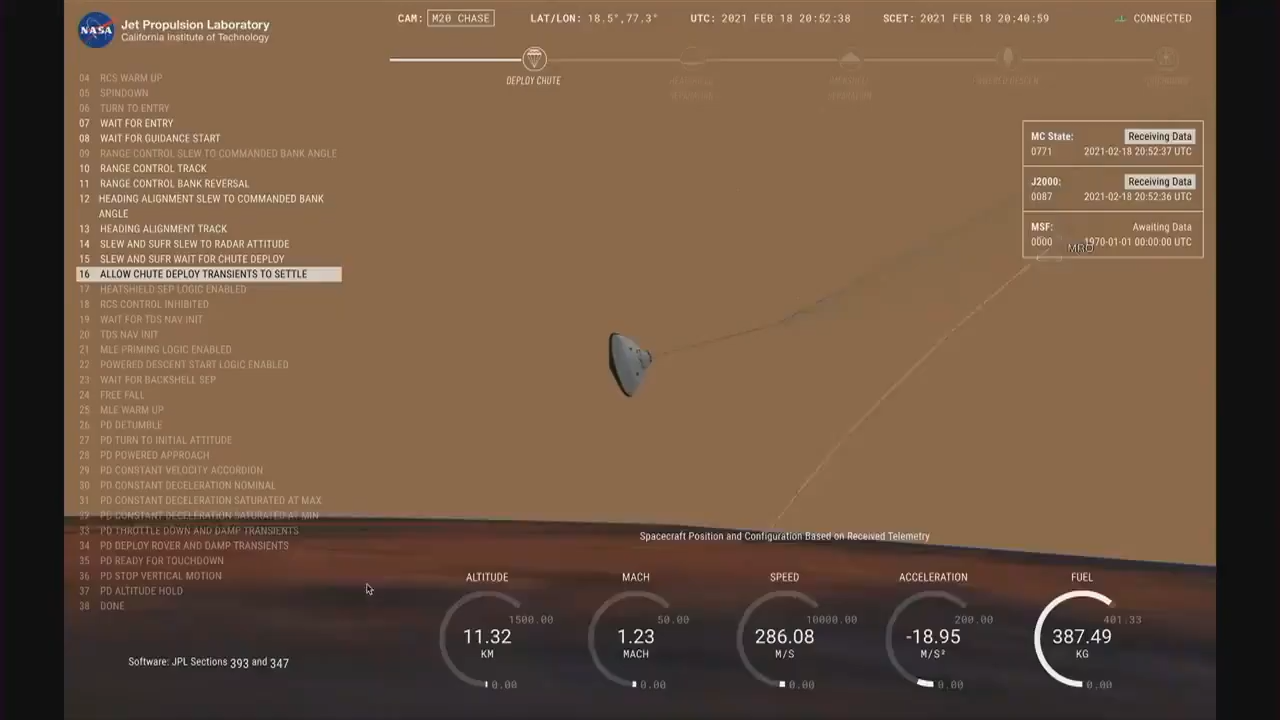 NASA
Jet Propulsion Laboratory
California Institute of Technology
CAM: M20 CHASE
LAT/LON: 18.5°,77.3°
UTC: 2021 FEB 18 20:52:38
SCET: 2021 FEB 18 20:40:59
CONNECTED
DEPLOY CHUTE
04 RCS WARM UP
05 SPINDOWN
06 TURN TO ENTRY
07 WAIT FOR ENTRY
08 WAIT FOR GUIDANCE START
09 RANGE CONTROL SLEW TO COMMANDED BANK ANGLE
10 RANGE CONTROL TRACK
11 RANGE CONTROL BANK REVERSAL
12 HEADING ALIGNMENT SLEW TO COMMANDED BANK
ANGLE
13 HEADING ALIGNMENT TRACK
14 SLEW AND SUFR SLEW TO RADAR ATTITUDE
15 SLEW AND SUFR WAIT FOR CHUTE DEPLOY
16 ALLOW CHUTE DEPLOY TRANSIENTS TO SETTLE
17 HEATSHIELD SEP LOGIC ENABLED
18 RCS CONTROL INHIBITED
19 WAIT FOR TDS NAV INIT
20 TDS NAV INIT
21 MLE PRIMING LOGIC ENABLED
22 POWERED DESCENT START LOGIC ENABLED
23 WAIT FOR BACKSHELL SEP
24 FREE FALL
25 MLE WARM UP
26 PD DETUMBLE
27 PD TURN TO INITIAL ATTITUDE
28 PD POWERED APPROACH
29 PD CONSTANT VELOCITY ACCORDION
30 PD CONSTANT DECELERATION NOMINAL
31 PD CONSTANT DECELERATION SATURATED AT MAX
32 PD CONSTANT DECELERATION SATURATED AT MIN
33 PD THROTTLE DOWN AND DAMP TRANSIENTS
34 PD DEPLOY ROVER AND DAMP TRANSIENTS
35 PD READY FOR TOUCHDOWN
36 PD STOP VERTICAL MOTION
37 PD ALTITUDE HOLD
38 DONE
Software: JPL Sections 393 and 347
MC State: Receiving Data
0771 2021-02-18 20:52:37 UTC
J2000: Receiving Data
0087 2021-02-18 20:52:36 UTC
MSF: Awaiting Data
0000 1970-01-01 00:00:00 UTC
MRO
Spacecraft Position and Configuration Based on Received Telemetry
ALTITUDE
1500.00
11.32
KM
0.00
MACH
50.00
1.23
MACH
0.00
SPEED
10000.00
286.08
M/S
0.00
ACCELERATION
200.00
-18.95
M/S²
0.00
FUEL
401.33
387.49
KG
0.00